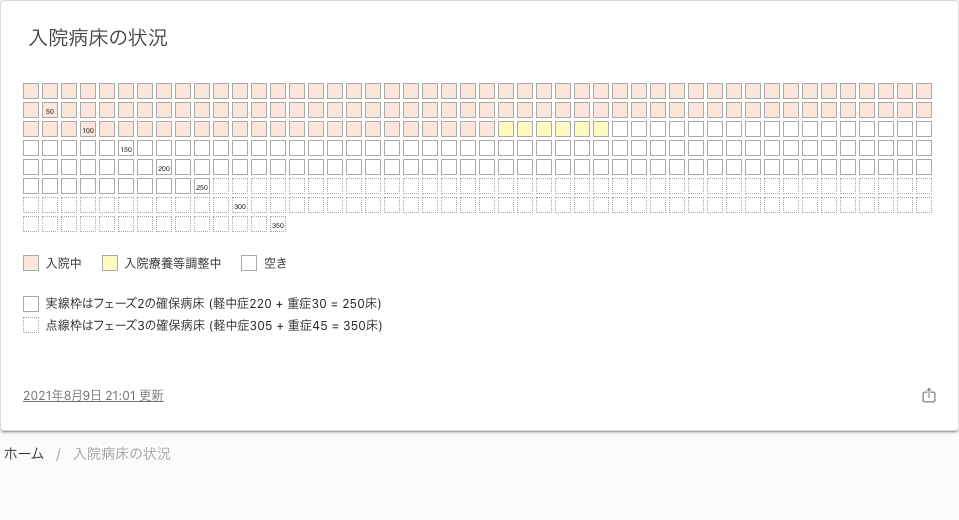 入院病床の状況
50
100
150
200
250
300
350
入院中 入院療養等調整中 空き
実線枠はフェーズ2の確保病床 (軽中症220 + 重症30 = 250床)
点線枠はフェーズ3の確保病床 (軽中症305 + 重症45 = 350床)
2021年8月9日 21:01 更新
ホーム / 入院病床の状況